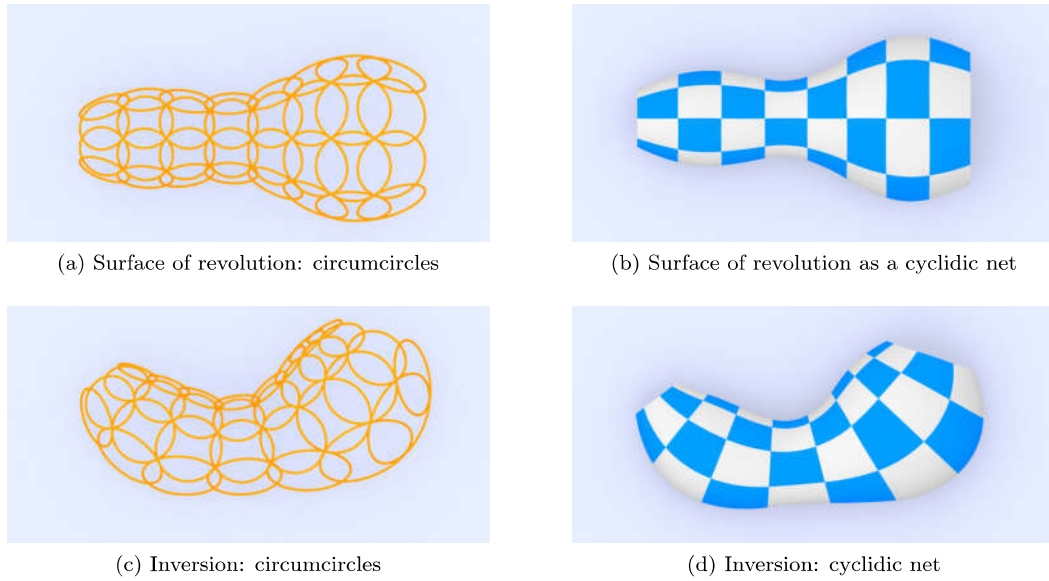 (a) Surface of revolution: circumcircles
(b) Surface of revolution as a cyclidic net
(c) Inversion: circumcircles
(d) Inversion: cyclidic net